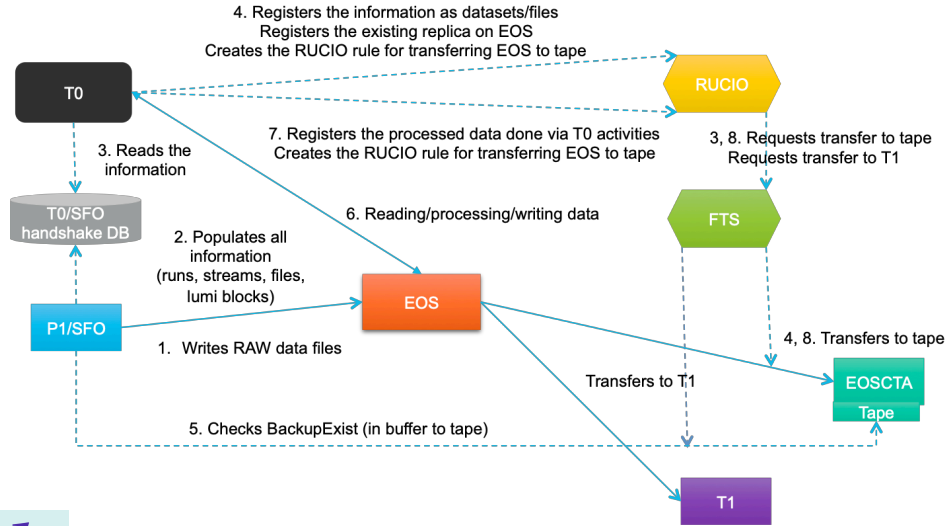 4. Registers the information as datasets/files
Registers the existing replica on EOS
Creates the RUCIO rule for transferring EOS to tape
T0
RUCIO
7. Registers the processed data done via T0 activities
Creates the RUCIO rule for transferring EOS to tape
3, 8. Requests transfer to tape
Requests transfer to T1
3. Reads the
information
T0/SFO
handshake DB
6. Reading/processing/writing data
FTS
2. Populates all
information
(runs, streams, files,
lumi blocks)
EOS
P1/SFO
1. Writes RAW data files
4, 8. Transfers to tape
Transfers to T1
EOSCTA
Tape
5. Checks BackupExist (in buffer to tape)
T1